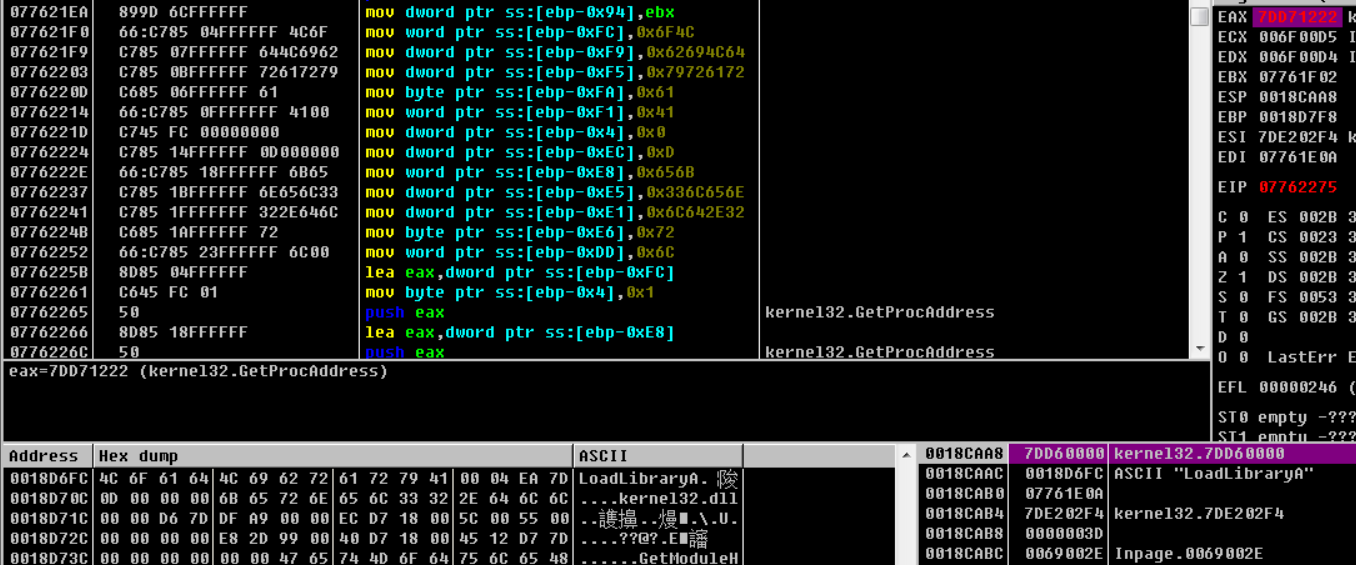 077621EA 899D 6CFFFFFF mov dword ptr ss:[ebp-0x94],ebx
077621F0 66:C785 04FFFFFF 4C6F mov word ptr ss:[ebp-0xFC],0x6F4C
077621F9 C785 07FFFFFF 644C6962 mov dword ptr ss:[ebp-0xF9],0x62694C64
07762203 C785 0BFFFFFF 72617279 mov dword ptr ss:[ebp-0xF5],0x79726172
0776220D C685 06FFFFFF 61 mov byte ptr ss:[ebp-0xFA],0x61
07762214 66:C785 0FFFFFFF 4100 mov word ptr ss:[ebp-0xF1],0x41
0776221D C745 FC 00000000 mov dword ptr ss:[ebp-0x4],0x0
07762224 C785 14FFFFFF 0D000000 mov dword ptr ss:[ebp-0xEC],0xD
0776222E 66:C785 18FFFFFF 6B65 mov word ptr ss:[ebp-0xE8],0x656B
07762237 C785 1BFFFFFF 6E656C33 mov dword ptr ss:[ebp-0xE5],0x336C656E
07762241 C785 1FFFFFFF 322E646C mov dword ptr ss:[ebp-0xE1],0x6C642E32
0776224B C685 1AFFFFFF 72 mov byte ptr ss:[ebp-0xE6],0x72
07762252 66:C785 23FFFFFF 6C00 mov word ptr ss:[ebp-0xDD],0x6C
0776225B 8D85 04FFFFFF lea eax,dword ptr ss:[ebp-0xFC]
07762261 C645 FC 01 mov byte ptr ss:[ebp-0x4],0x1
07762265 50 push eax kernel32.GetProcAddress
07762266 8D85 18FFFFFF lea eax,dword ptr ss:[ebp-0xE8]
0776226C 50 push eax kernel32.GetProcAddress
EAX 7DD71222 k
ECX 006F00D5 I
EDX 006F00D4 I
EBX 07761F02
ESP 0018CAA8
EBP 0018D7F8
ESI 7DE202F4 k
EDI 07761E0A
EIP 07762275
C 0 ES 002B 3
P 1 CS 0023 3
A 0 SS 002B 3
Z 1 DS 002B 3
S 0 FS 0053 3
T 0 GS 002B 3
D 0
O 0 LastErr E
EFL 00000246 (
ST0 empty -???
ST1 empty -???
eax=7DD71222 (kernel32.GetProcAddress)
Address Hex dump ASCII
0018D6FC 4C 6F 61 64 4C 69 62 72 61 72 79 41 00 04 EA 7D LoadLibraryA.
0018D70C 0D 00 00 00 6B 65 72 6E 65 6C 33 32 2E 64 6C 6C ....kernel32.dll
0018D71C 00 00 D6 7D DF A9 00 00 EC D7 18 00 5C 00 55 00
0018D72C 00 00 00 00 E8 2D 99 00 40 D7 18 00 45 12 D7 7D
0018D73C 00 00 00 00 00 00 47 65 74 4D 6F 64 75 6C 65 48 ......GetModuleH
0018CAA8 7DD60000 kernel32.7DD60000
0018CAAC 0018D6FC ASCII "LoadLibraryA"
0018CAB0 07761E0A
0018CAB4 7DE202F4 kernel32.7DE202F4
0018CAB8 0000003D
0018CABC 0069002E Inpage.0069002E